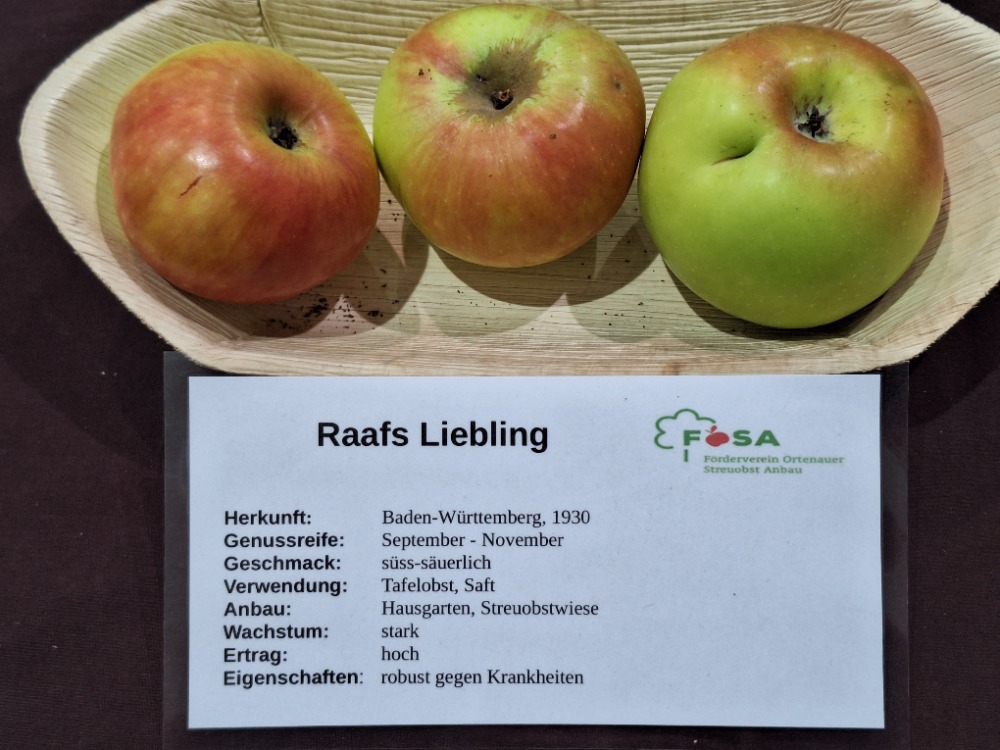 Raafs Liebling
FOSA
Förderverein Ortenauer
Streuobst Anbau
Herkunft: Baden-Württemberg, 1930
Genussreife: September - November
Geschmack: süss-säuerlich
Verwendung: Tafelobst, Saft
Anbau: Hausgarten, Streuobstwiese
Wachstum: stark
Ertrag: hoch
Eigenschaften: robust gegen Krankheiten